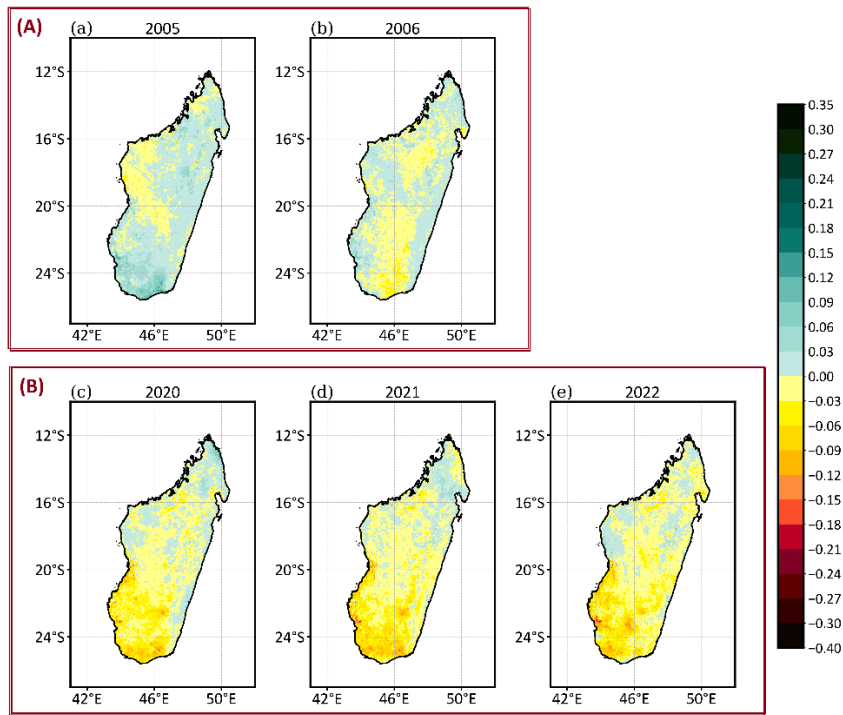 (A)
(a) 2005
(b) 2006
12°S
16°S
20°S
24°S
42°E 46°E 50°E
12°S
16°S
20°S
24°S
42°E 46°E 50°E
(B)
(c) 2020
(d) 2021
(e) 2022
12°S
16°S
20°S
24°S
42°E 46°E 50°E
12°S
16°S
20°S
24°S
42°E 46°E 50°E
12°S
16°S
20°S
24°S
42°E 46°E 50°E
0.35
0.30
0.27
0.24
0.21
0.18
0.15
0.12
0.09
0.06
0.03
0.00
−0.03
−0.06
−0.09
−0.12
−0.15
−0.18
−0.21
−0.24
−0.27
−0.30
−0.40